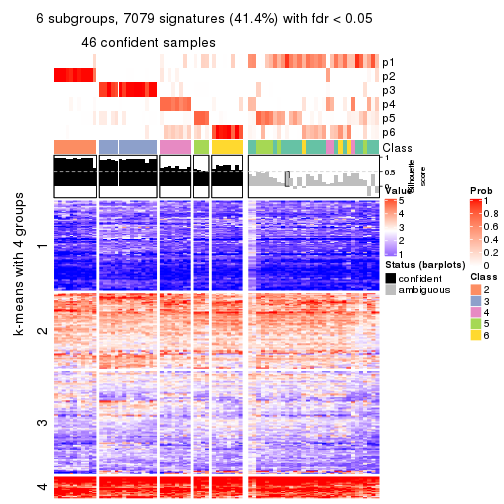 6 subgroups, 7079 signatures (41.4%) with fdr < 0.05
46 confident samples
p1
p2
p3
p4
p5
p6
Class
1
0.5
0
Silhouette
score
k-means with 4 groups
1
2
3
4
Value
5
4
3
2
1
Status (barplots)
confident
ambiguous
Prob
1
0.8
0.6
0.4
0.2
0
Class
2
3
4
5
6